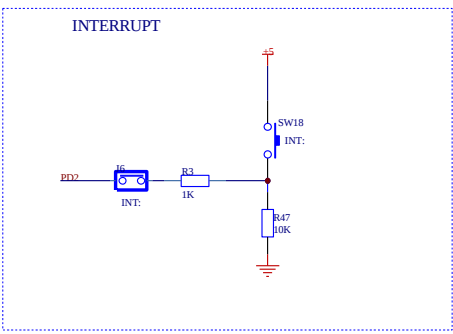 INTERRUPT
+5
SW18
INT:
J6
PD2
R3
1K
INT:
R47
10K